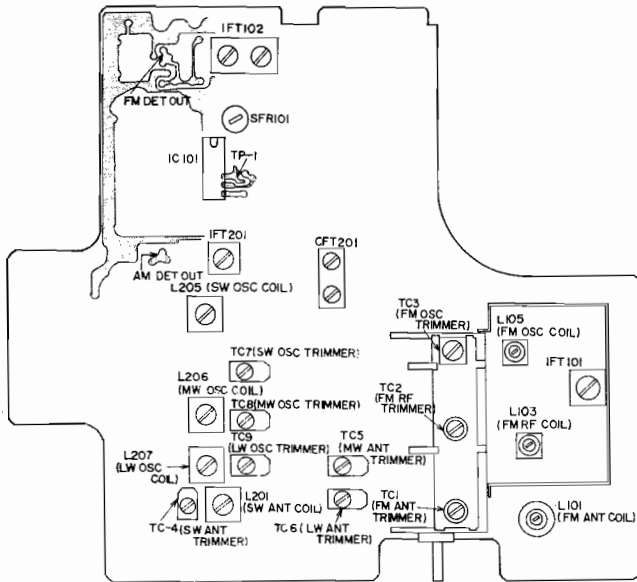 IFT102
FM DET OUT
SFR101
IC101
TP-1
IFT201
CFT201
AM DET OUT
L205 (SW OSC COIL)
TC3
(FM OSC
TRIMMER)
L105
(FM OSC COIL)
IFT101
TC7(SW OSC TRIMMER)
L206
(MW OSC COIL)
TC8(MW OSC TRIMMER)
TC2
(FM RF
TRIMMER)
L103
(FM RF COIL)
TC9
(LW OSC TRIMMER)
TC5
(MW ANT
TRIMMER)
L207
(LW OSC
COIL)
L201
(SW ANT COIL)
TC-4(SW ANT
TRIMMER)
TC6(LW ANT
TRIMMER)
TC1
(FM ANT
TRIMMER)
L101
(FM ANT COIL)